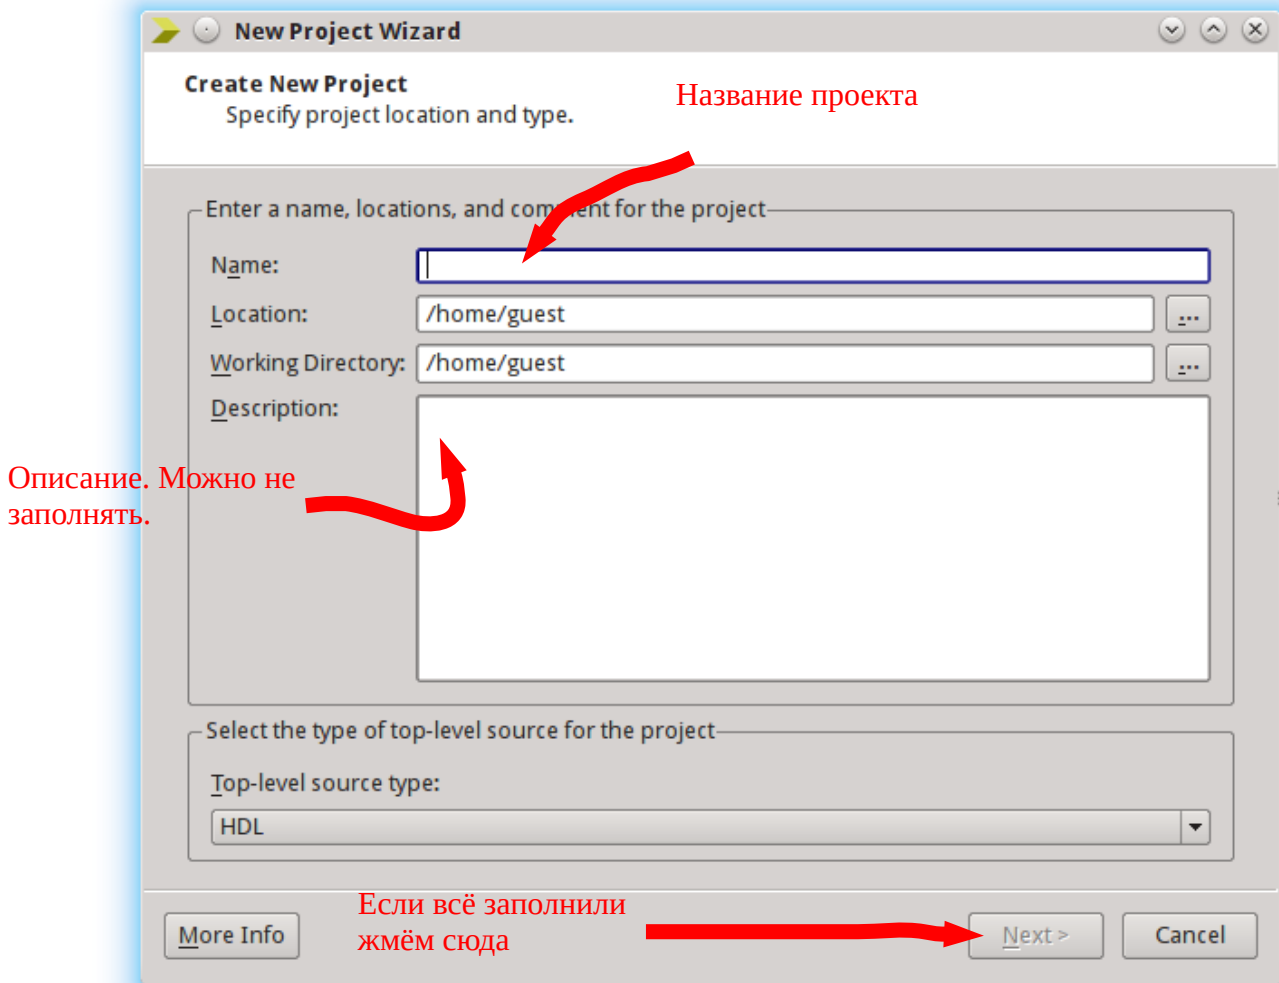 New Project Wizard
Create New Project
Specify project location and type.
Название проекта
Enter a name, locations, and comment for the project
Name:
Location:
/home/guest
...
Working Directory:
/home/guest
...
Description:
Описание. Можно не
заполнять.
Select the type of top-level source for the project
Top-level source type:
HDL
Если всё заполнили
жмём сюда
More Info
Next >
Cancel